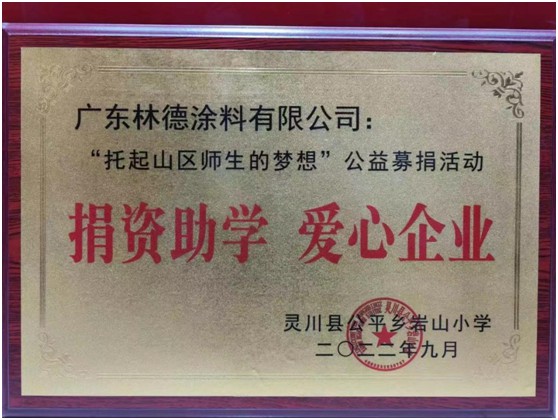 广东林德涂料有限公司：
“托起山区师生的梦想”公益募捐活动
捐资助学 爱心企业
灵川县公平乡岩山小学
二〇二二年九月